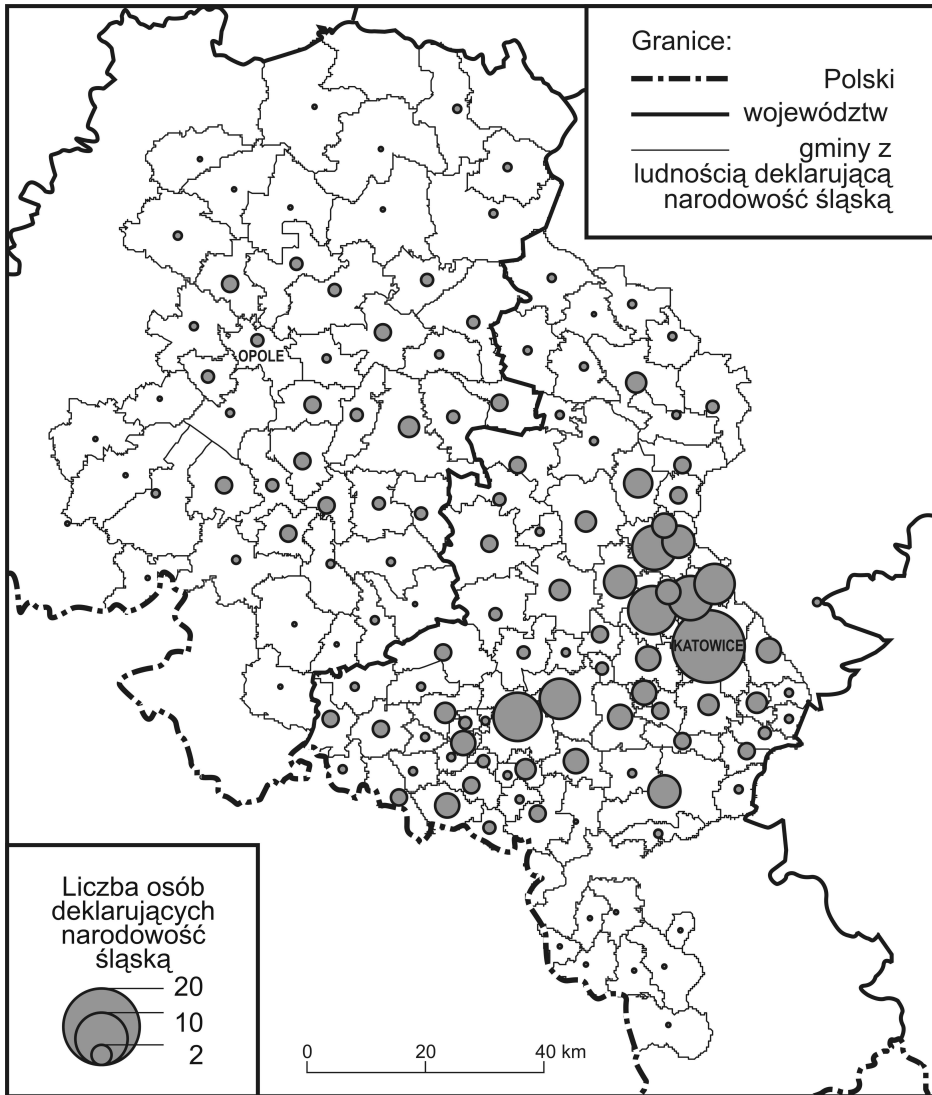 Granice:
Polski
województw
gminy z
ludnością deklarującą
narodowość śląską
OPOLE
KATOWICE
Liczba osób
deklarujących
narodowość
śląską
20
10
2
0 20 40 km